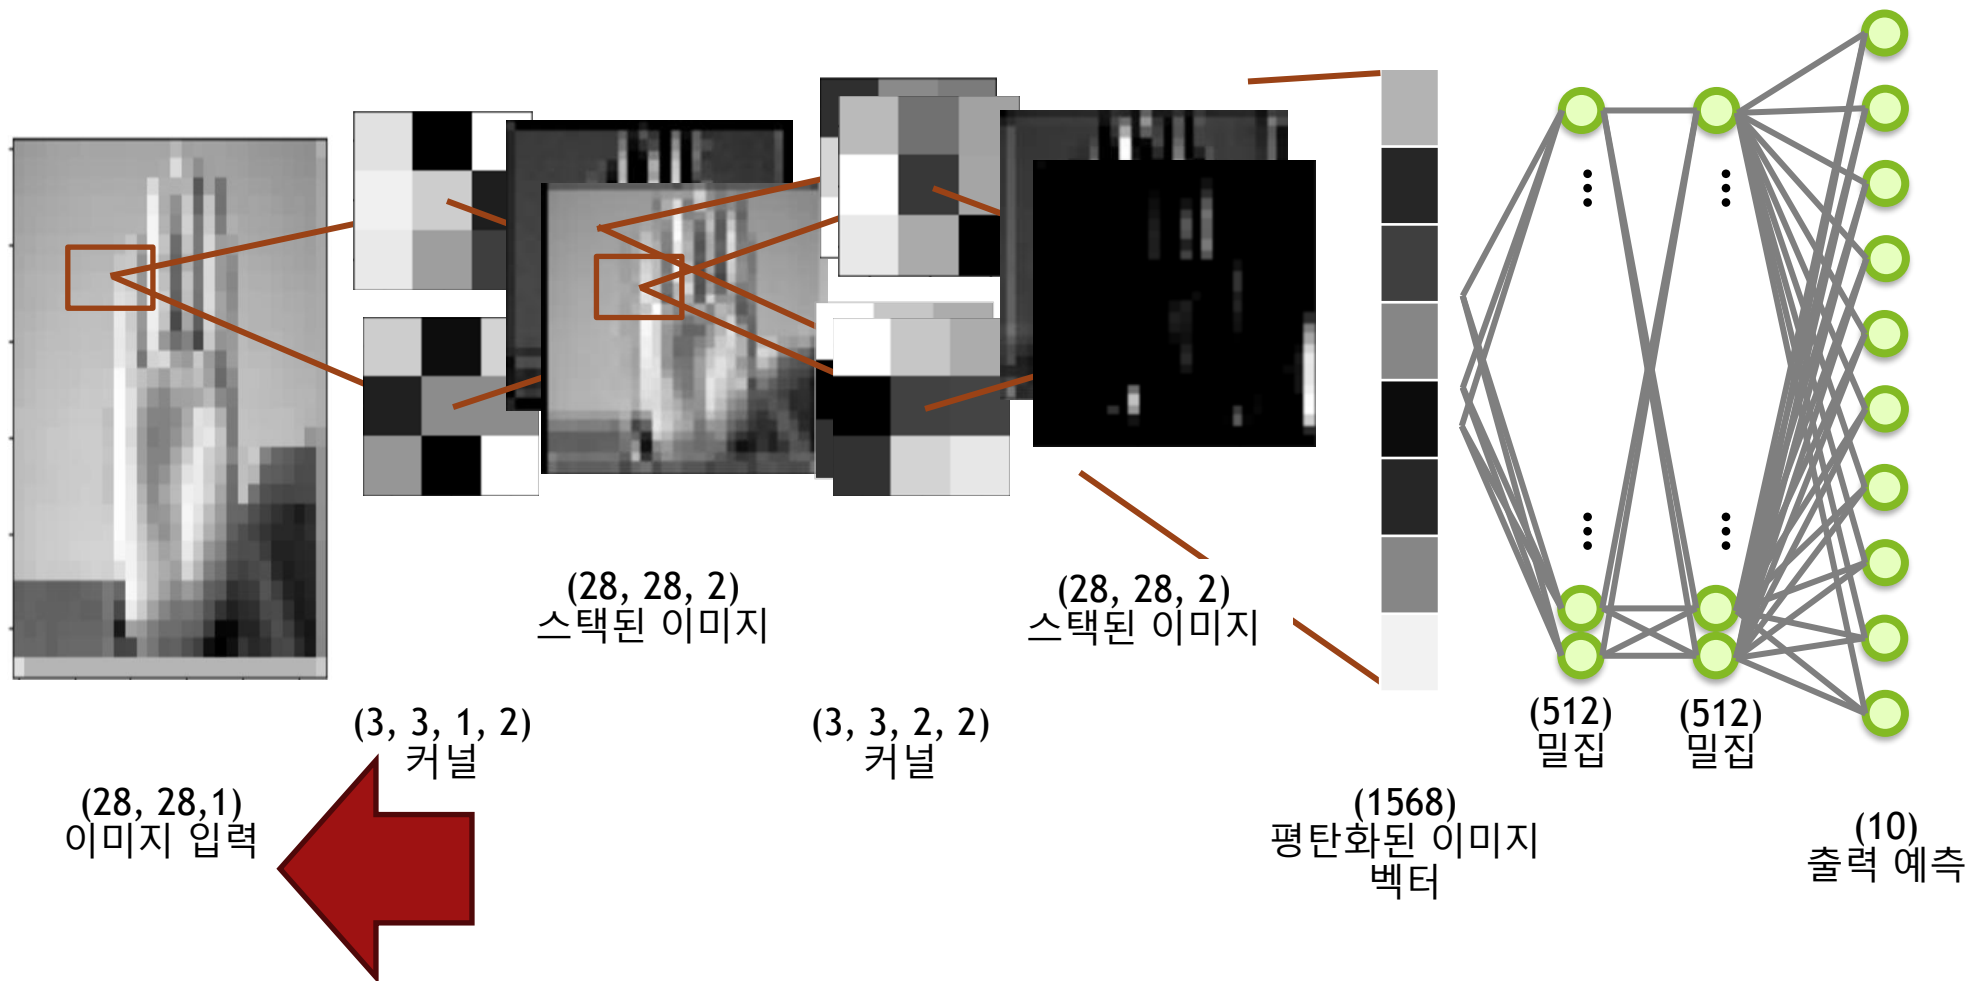 (28, 28, 2)
스택된 이미지
(28, 28, 2)
스택된 이미지
(3, 3, 1, 2)
커널
(3, 3, 2, 2)
커널
(512)
밀집
(512)
밀집
(28, 28,1)
이미지 입력
(1568)
평탄화된 이미지
벡터
(10)
출력 예측